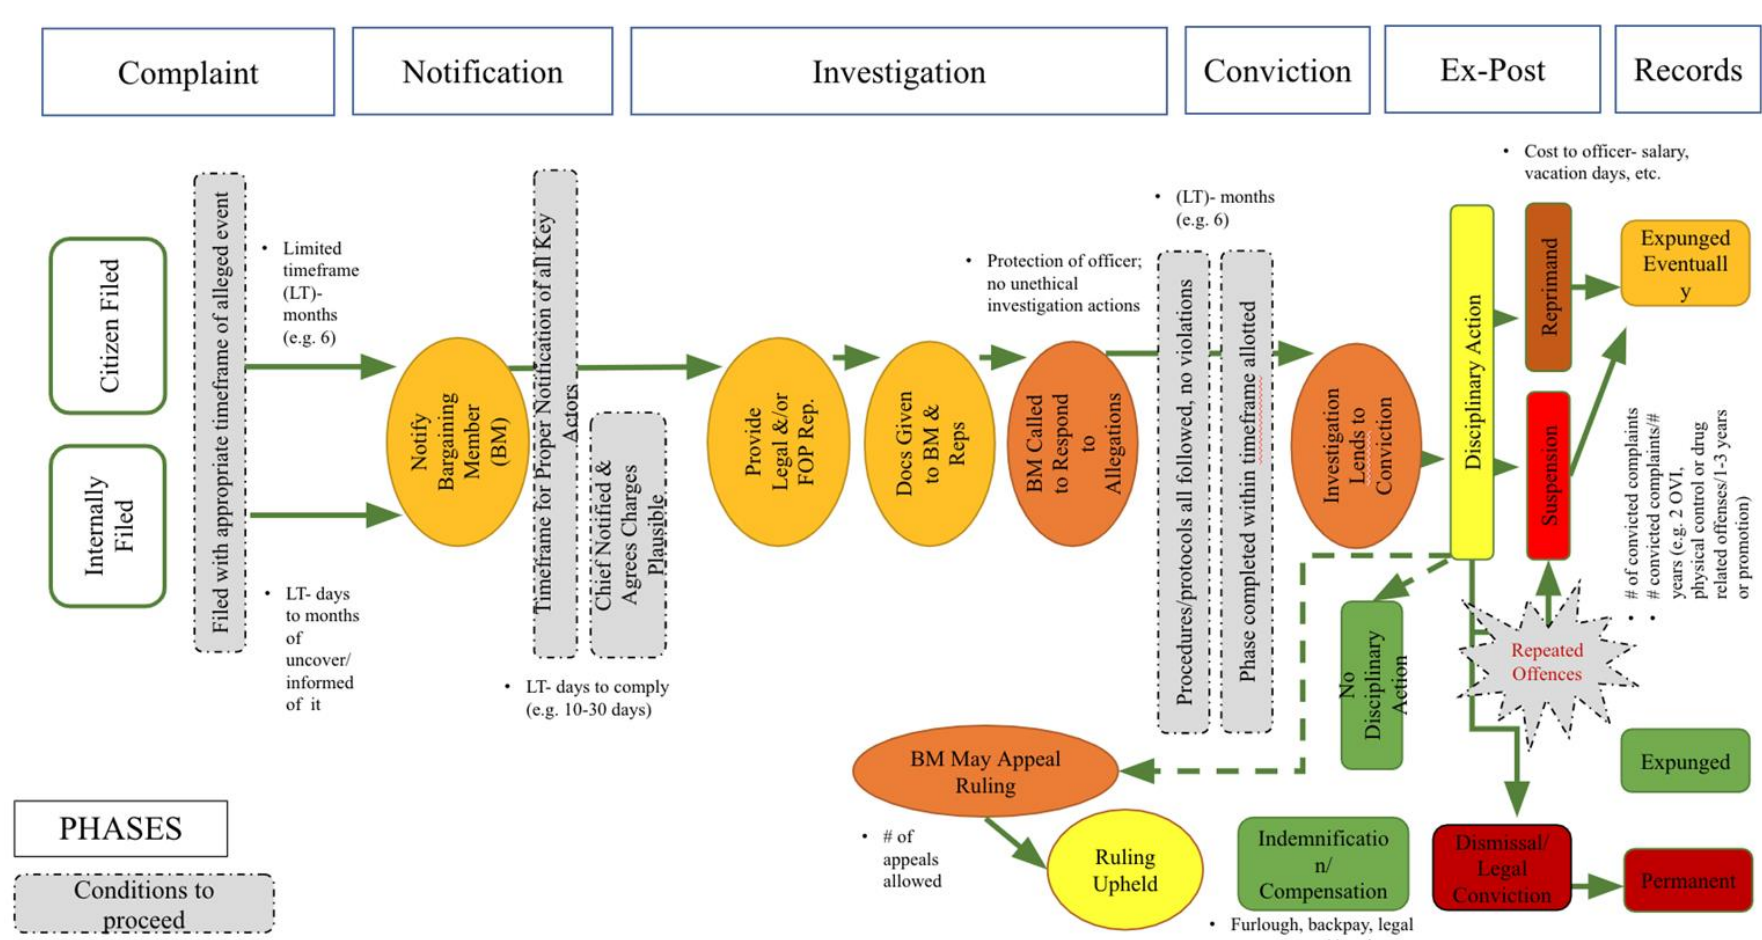 Complaint
Notification
Investigation
Conviction
Ex-Post
Records
Citizen Filed
Internally
Filed
Filed with appropriate timeframe of alleged event
• Limited
timeframe
(LT)-
months
(e.g. 6)
• LT- days
to months
of
uncover/
informed
of it
Notify
Bargaining
Member
(BM)
Timeframe for Proper Notification of all Key
Actors
Chief Notified &
Agrees Charges
Plausible
• LT- days to comply
(e.g. 10-30 days)
Provide
Legal &/or
FOP Rep.
Docs Given
to BM &
Reps
BM Called
to Respond
to
Allegations
• Protection of officer;
no unethical
investigation actions
• (LT)- months
(e.g. 6)
Procedures/protocols all followed, no violations
Phase completed within timeframe allotted
Investigation
Lends to
Conviction
Disciplinary Action
• Cost to officer- salary,
vacation days, etc.
Reprimand
Suspension
Expunged
Eventuall
y
• # of convicted complaints
• # convicted complaints/#
years (e.g. 2 OVI,
physical control or drug
related offenses/1-3 years
or promotion)
No
Disciplinary
Action
Repeated
Offences
Expunged
BM May Appeal
Ruling
• # of
appeals
allowed
Ruling
Upheld
Indemnificatio
n/
Compensation
• Furlough, backpay, legal
Dismissal/
Legal
Conviction
Permanent
PHASES
Conditions to
proceed